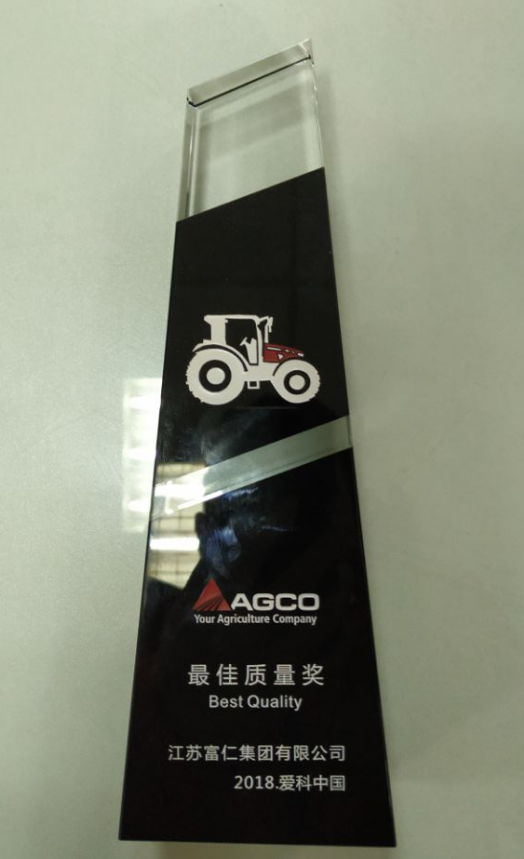 AGCO
Your Agriculture Company
最佳质量奖
Best Quality
江苏富仁集团有限公司
2018.爱科中国